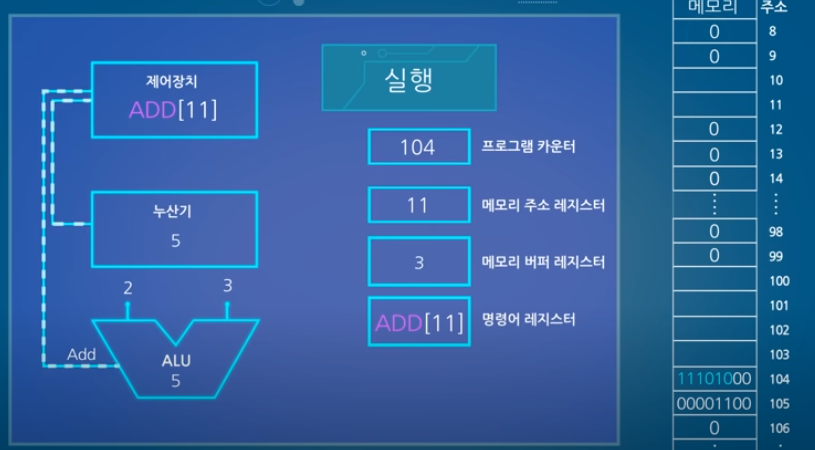 제어장치
ADD[11]
누산기
5
2
3
Add
ALU
5
실행
104 프로그램 카운터
11 메모리 주소 레지스터
3 메모리 버퍼 레지스터
ADD[11] 명령어 레지스터
메모리 주소
0 8
0 9
10
11
0 12
0 13
0 14
0 98
0 99
100
101
102
103
11101000 104
00001100 105
0 106